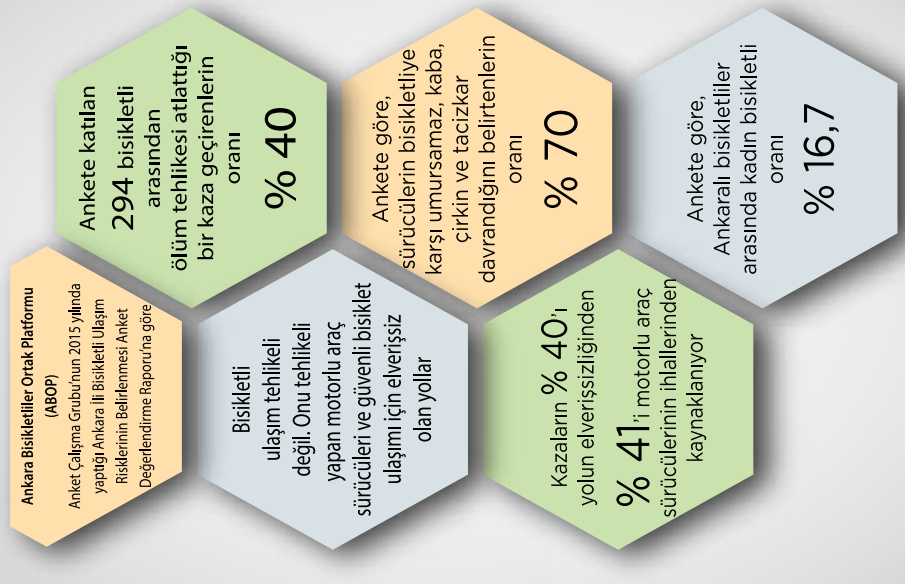 Ankara Bisikletliler Ortak Platformu
(ABOP)
Anket Çalışma Grubu'nun 2015 yılında
yaptığı Ankara ili Bisikletli Ulaşım
Risklerinin Belirlenmesi Anket
Değerlendirme Raporu'na göre
Ankete katılan
294 bisikletli
arasından
ölüm tehlikesi atlattığı
bir kaza geçirenlerin
oranı
% 40
Bisikletli
ulaşım tehlikeli
değil. Onu tehlikeli
yapan motorlu araç
sürücüleri ve güvenli bisiklet
ulaşımı için elverişsiz
olan yollar
Ankete göre,
sürücülerin bisikletliye
karşı umursamaz, kaba,
çirkin ve tacizkar
davrandığını belirtenlerin
oranı
% 70
Kazaların % 40'ı
yolun elverişsizliğinden
% 41'i motorlu araç
sürücülerinin ihlallerinden
kaynaklanıyor
Ankete göre,
Ankaralı bisikletliler
arasında kadın bisikletli
oranı
% 16,7